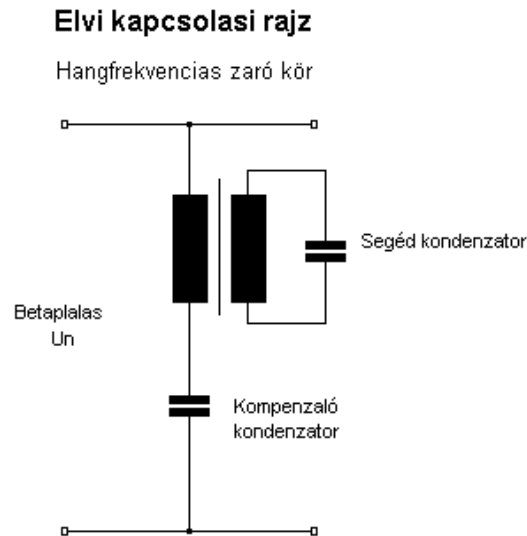 Elvi kapcsolasi rajz
Hangfrekvencias zaró kör
Segéd kondenzator
Betaplalas
Un
Kompenzaló
kondenzator